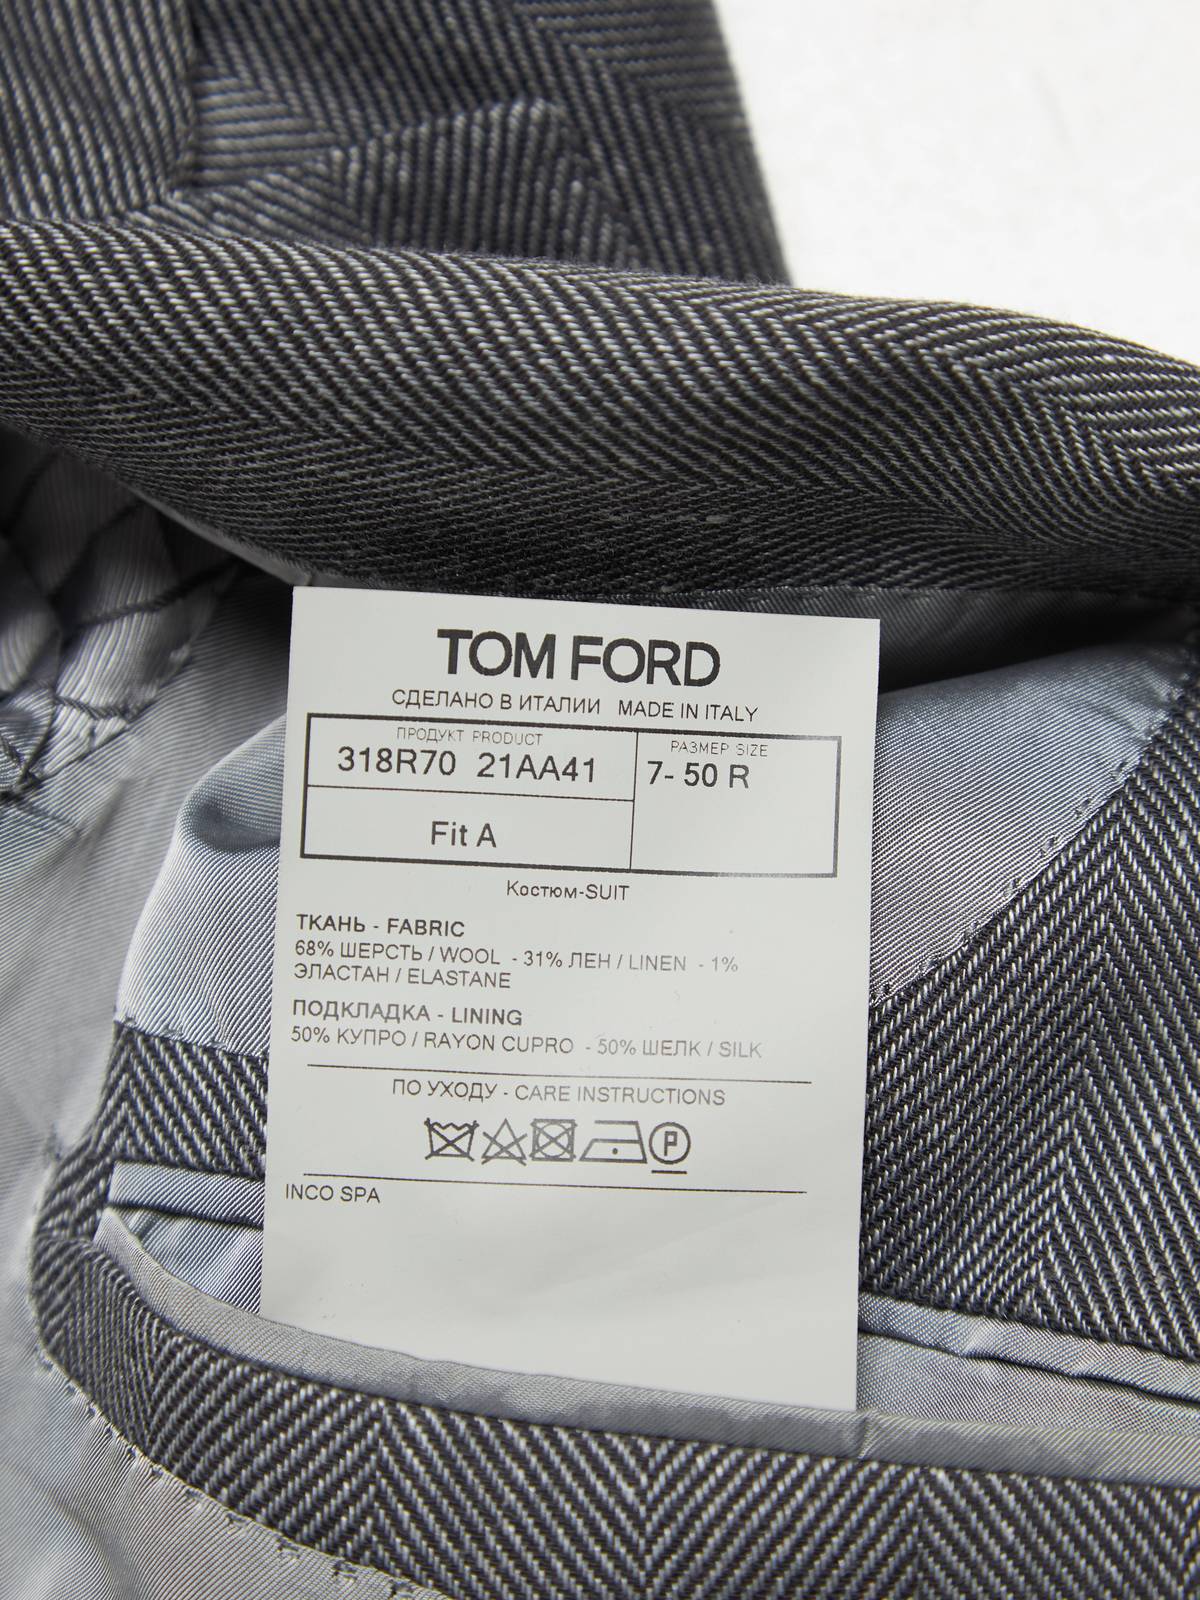 TOM FORD
СДЕЛАНО В ИТАЛИИ MADE IN ITALY
ПРОДУКТ PRODUCT
318R70 21AA41
РАЗМЕР SIZE
7- 50 R
Fit A
Костюм-SUIT
ТКАНЬ - FABRIC
68% ШЕРСТЬ / WOOL - 31% ЛЕН / LINEN - 1%
ЭЛАСТАН / ELASTANE
ПОДКЛАДКА - LINING
50% КУПРО / RAYON CUPRO - 50% ШЕЛК / SILK
ПО УХОДУ - CARE INSTRUCTIONS
P
INCO SPA